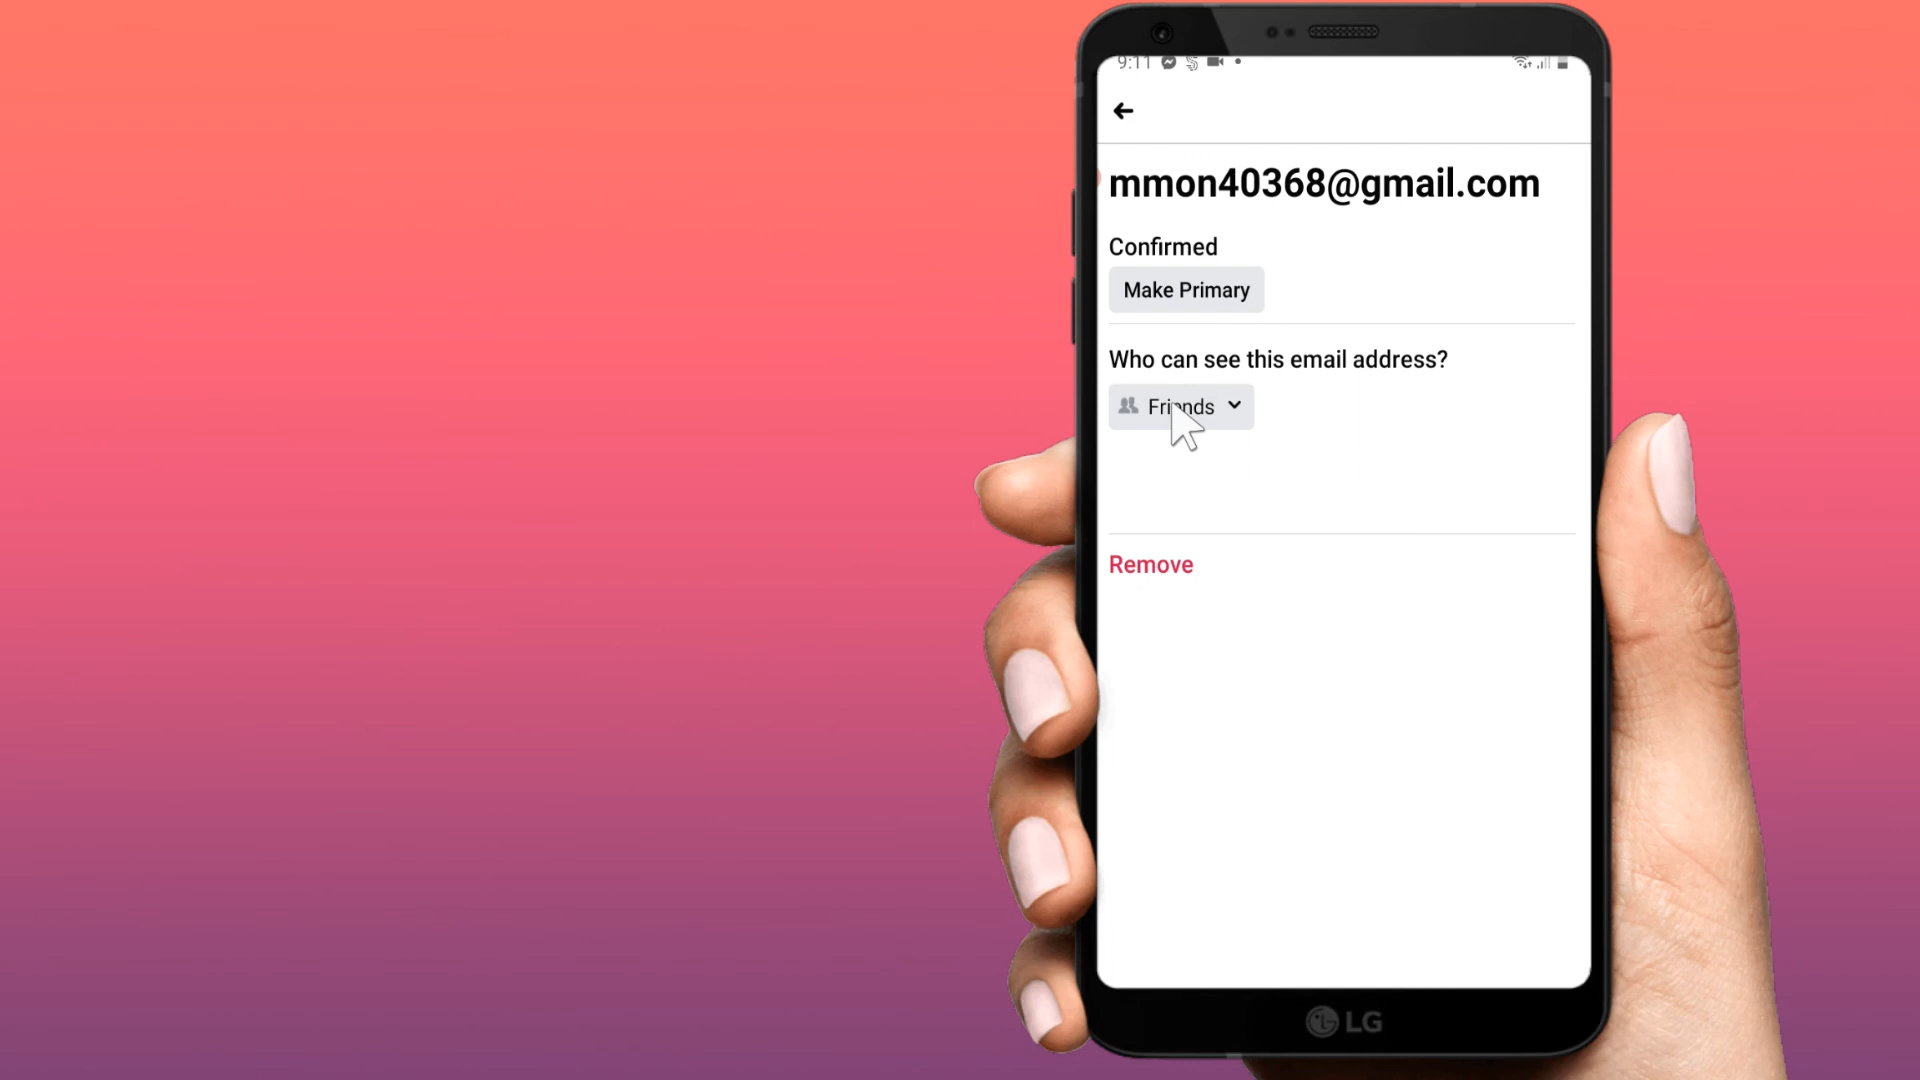 9:11
mmon40368@gmail.com
Confirmed
Make Primary
Who can see this email address?
Friends
Remove
LG